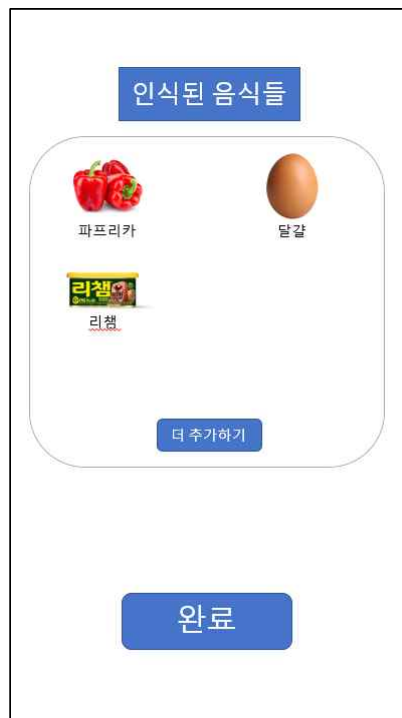 인식된 음식들
파프리카
달걀
리챔
리챔
더 추가하기
완료